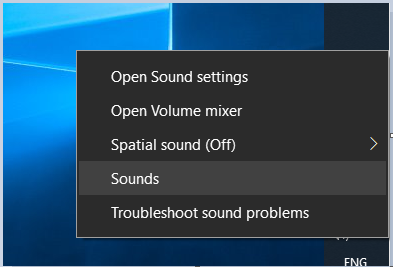 Open Sound settings
Open Volume mixer
Spatial sound (Off)
Sounds
Troubleshoot sound problems
ENG